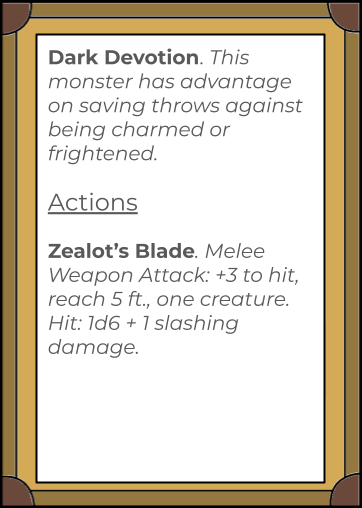 Dark Devotion. This
monster has advantage
on saving throws against
being charmed or
frightened.
Actions
Zealot’s Blade. Melee
Weapon Attack: +3 to hit,
reach 5 ft., one creature.
Hit: 1d6 + 1 slashing
damage.